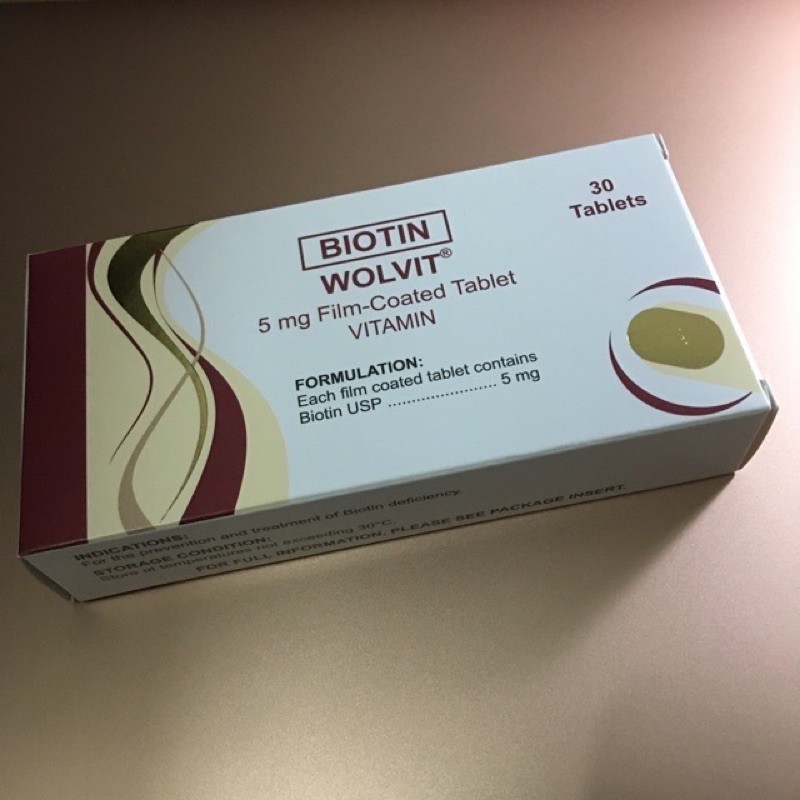 30
Tablets
BIOTIN
WOLVIT®
5 mg Film-Coated Tablet
VITAMIN
FORMULATION:
Each film coated tablet contains
Biotin USP ....................... 5 mg
INDICATIONS:
For the prevention and treatment of Biotin deficiency.
STORAGE CONDITION:
Store at temperatures not exceeding 30°C.
FOR FULL INFORMATION, PLEASE SEE PACKAGE INSERT.